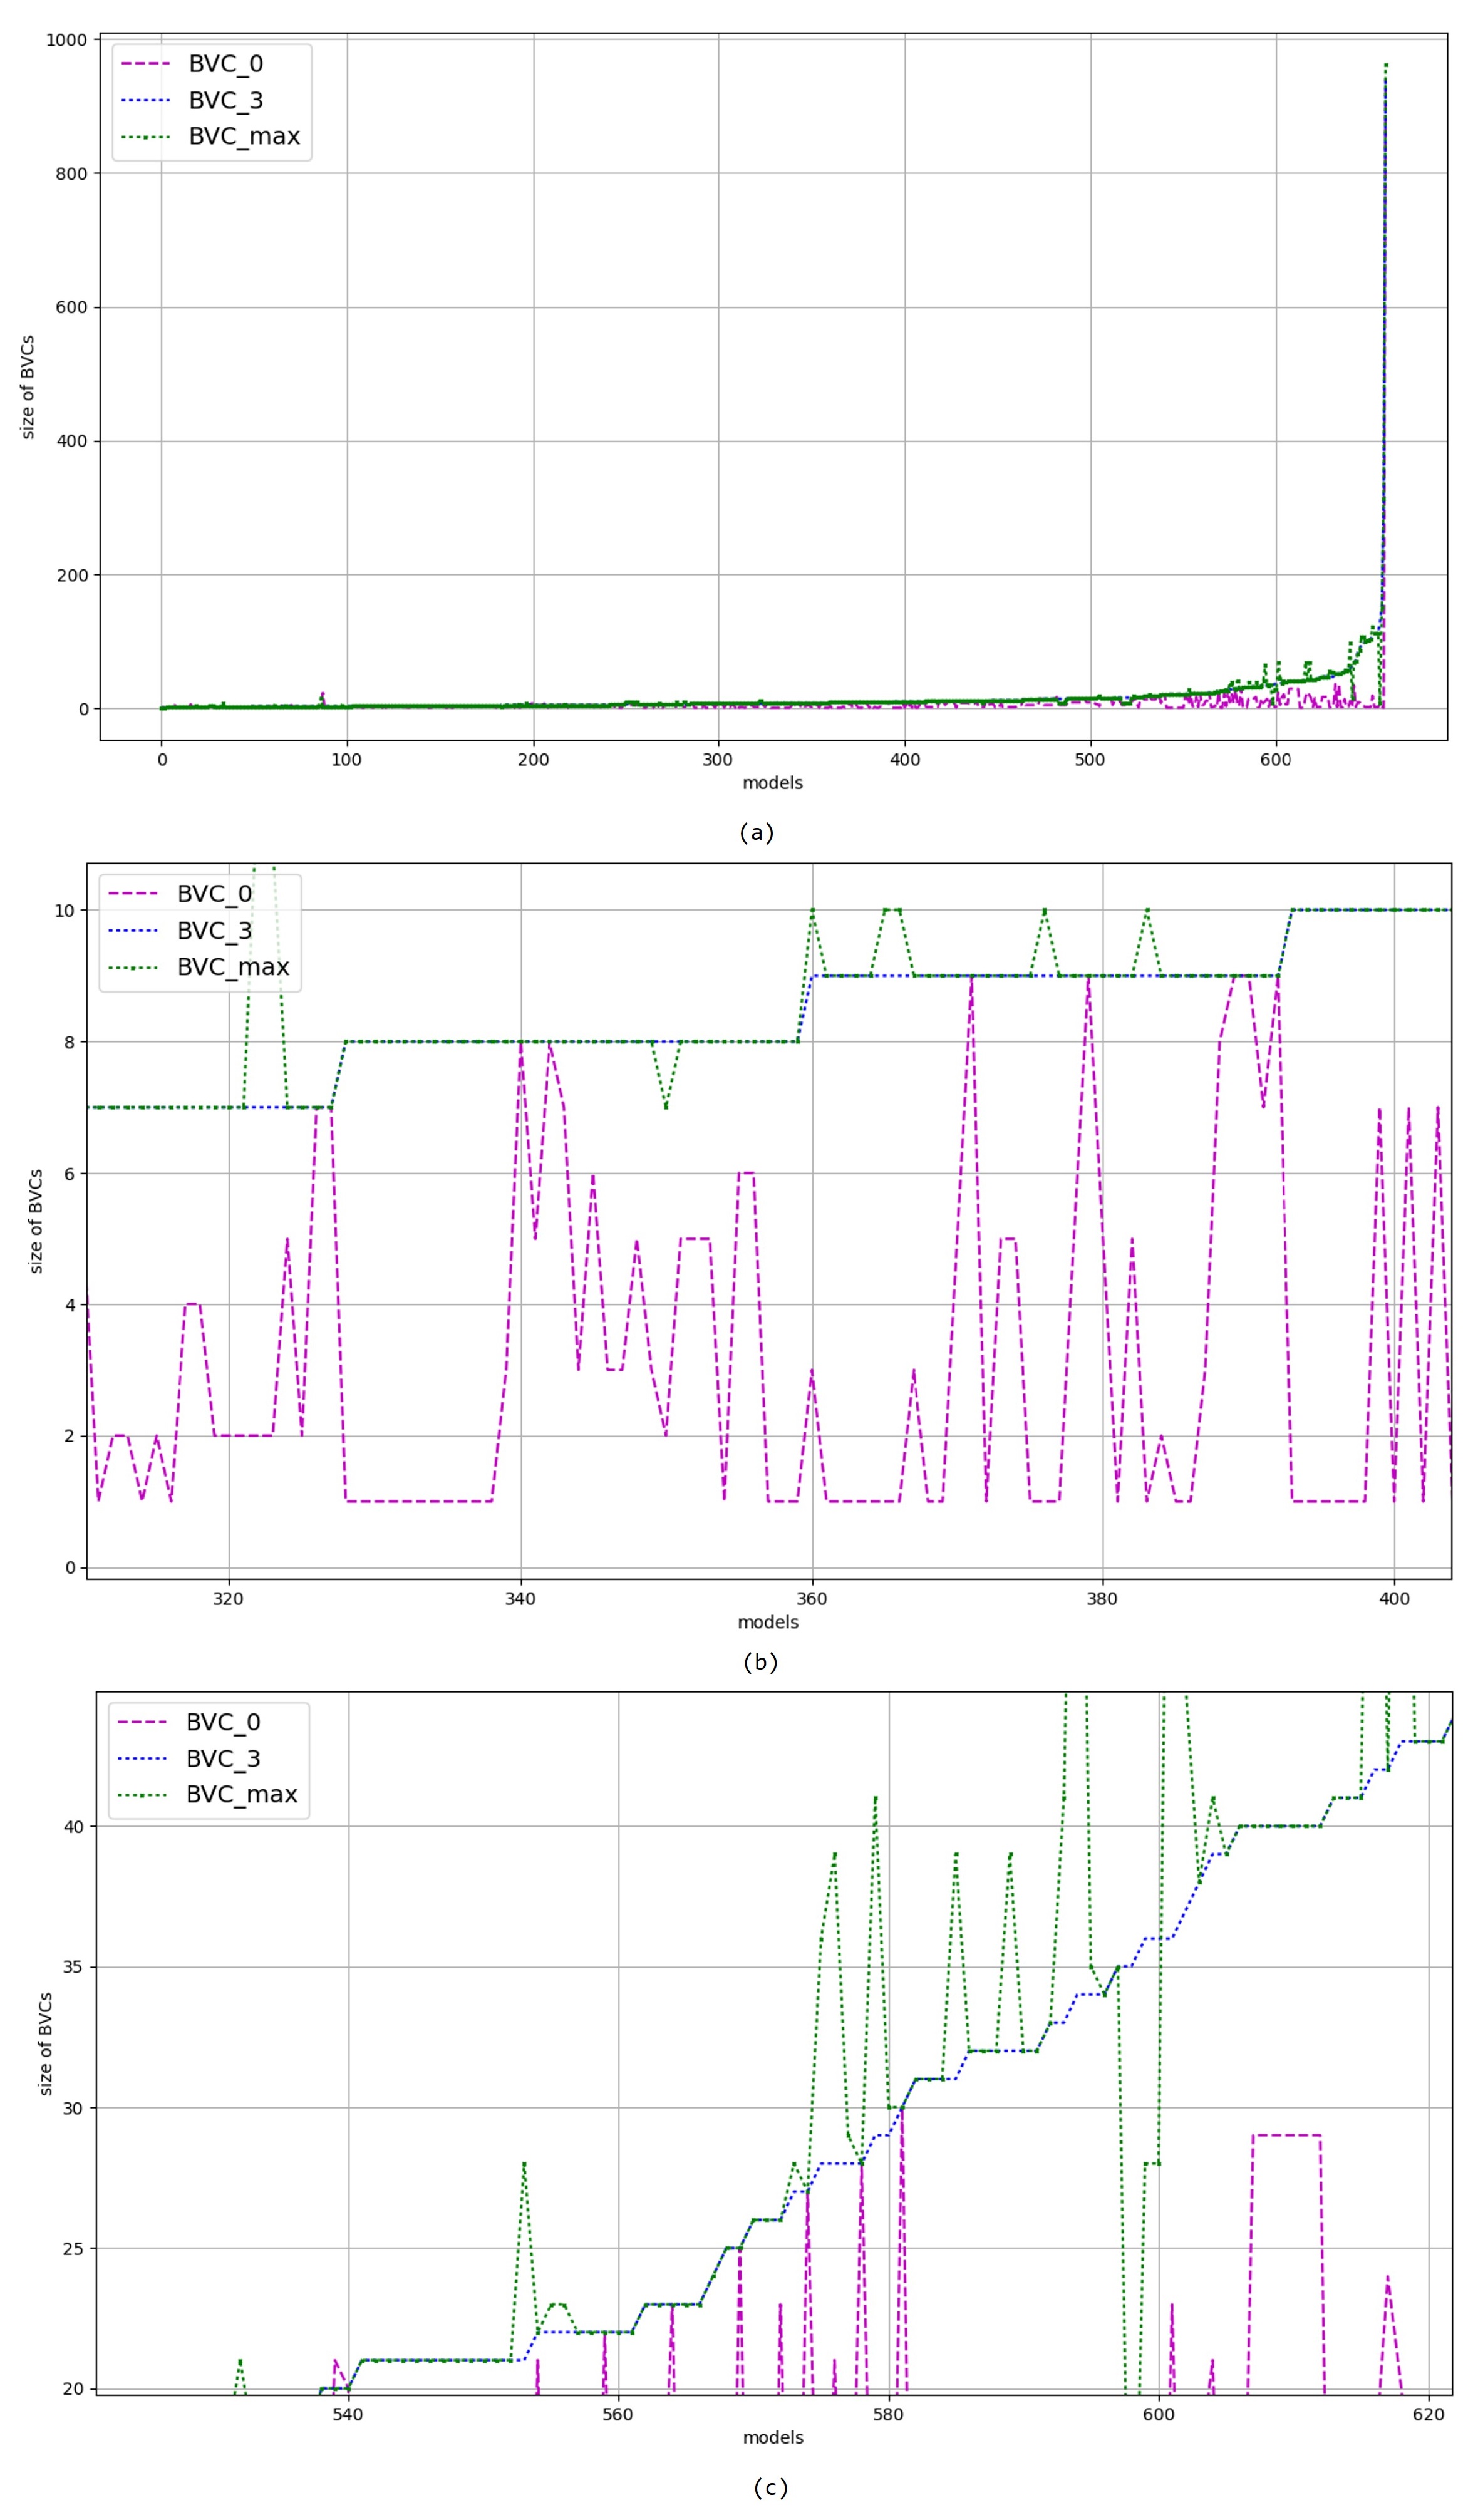 1000
800
600
400
200
0
size of BVCs
BVC_0
BVC_3
BVC_max
0 100 200 300 400 500 600
models
(a)
10
8
6
4
2
0
size of BVCs
BVC_0
BVC_3
BVC_max
320 340 360 380 400
models
(b)
40
35
30
25
20
size of BVCs
BVC_0
BVC_3
BVC_max
540 560 580 600 620
models
(c)